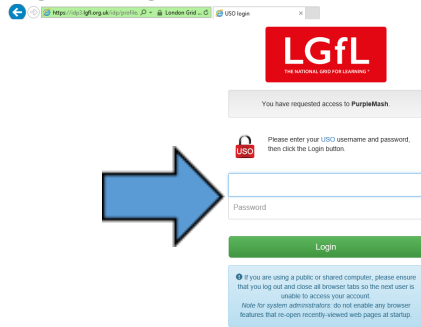 https://idp3.lgfl.org.uk/idp/profile. London Grid ... USO login
LGfL
THE NATIONAL GRID FOR LEARNING
You have requested access to PurpleMash.
USO
Please enter your USO username and password,
then click the Login button.
Password
Login
If you are using a public or shared computer, please ensure
that you log out and close all browser tabs so the next user is
unable to access your account.
Note for system administrators: do not enable any browser
features that re-open recently-viewed web pages at startup.